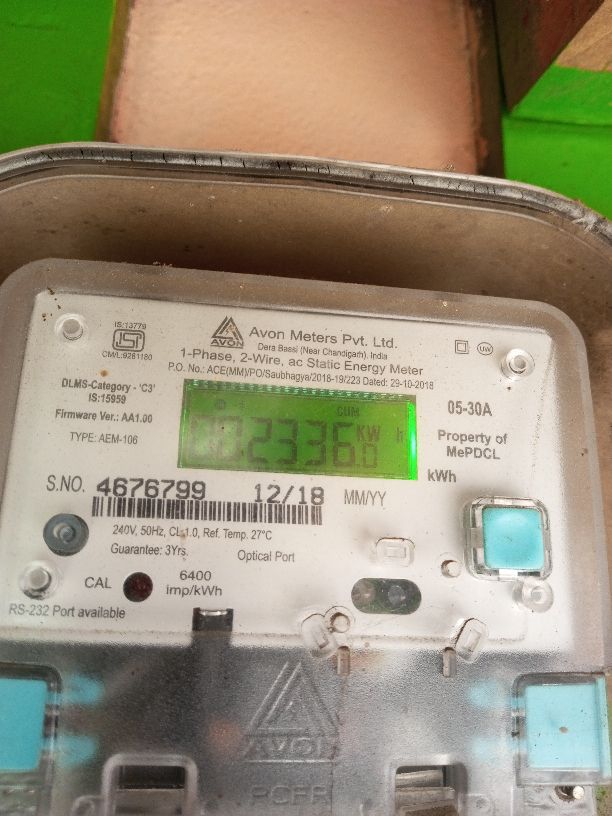 IS:13779
ISI
CM/L:9261180
AVON
Avon Meters Pvt. Ltd.
Dera Bassi (Near Chandigarh). India
1-Phase, 2-Wire, ac Static Energy Meter
P.O. No.: ACE(MM)/PO/Saubhagya/2018-19/223 Dated: 29-10-2018
DLMS-Category - 'C3'
IS:15959
Firmware Ver.: AA1.00
TYPE: AEM-106
CUM
002336.0 KW h
05-30A
Property of
MePDCL
kWh
S.NO. 4676799 12/18 MM/YY
240V, 50Hz, CL 1.0, Ref. Temp. 27°C
Guarantee: 3Yrs.
Optical Port
CAL
6400
imp/kWh
RS-232 Port available
AVON